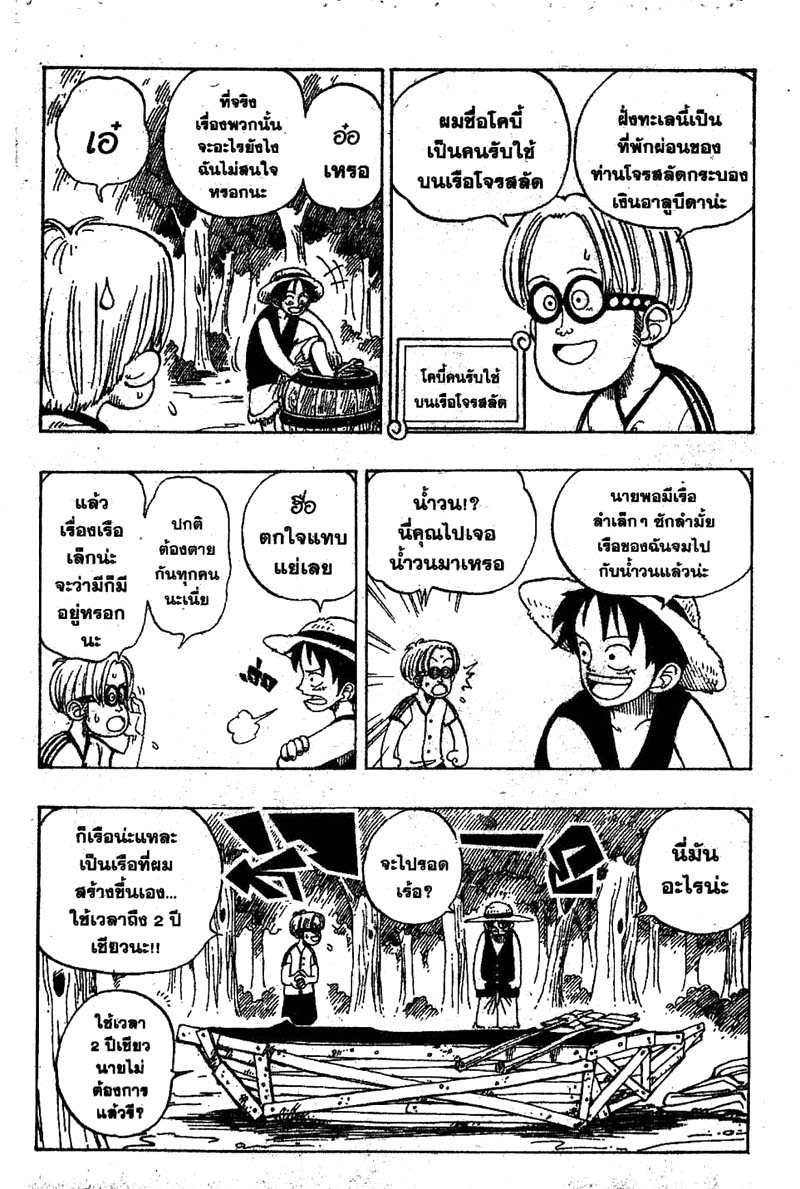 ฝั่งทะเลนี้เป็น
ที่พักผ่อนของ
ท่านโจรสลัดกระบอง
เงินอาลูบีดาน่ะ
ผมชื่อโคบี้
เป็นคนรับใช้
บนเรือโจรสลัด
โคบี้คนรับใช้
บนเรือโจรสลัด
อ๋อ
เหรอ
ที่จริง
เรื่องพวกนั้น
จะอะไรยังไง
ฉันไม่สนใจ
หรอกนะ
เอ๋
นายพอมีเรือ
ลำเล็กๆ ซักลำมั้ย
เรือของฉันจมไป
กับน้ำวนแล้วน่ะ
น้ำวน!?
นี่คุณไปเจอ
น้ำวนมาเหรอ
ฮื่อ
ตกใจแทบ
แย่เลย
ปกติ
ต้องตาย
กันทุกคน
นะเนี่ย
แล้ว
เรื่องเรือ
เล็กน่ะ
จะว่ามีก็มี
อยู่หรอก
นะ
นี่มัน
อะไรน่ะ
จะไปรอด
เร้อ?
ก็เรือน่ะแหละ
เป็นเรือที่ผม
สร้างขึ้นเอง...
ใช้เวลาถึง 2 ปี
เชียวนะ!!
ใช้เวลา
2 ปีเชียว
นายไม่
ต้องการ
แล้วรึ?